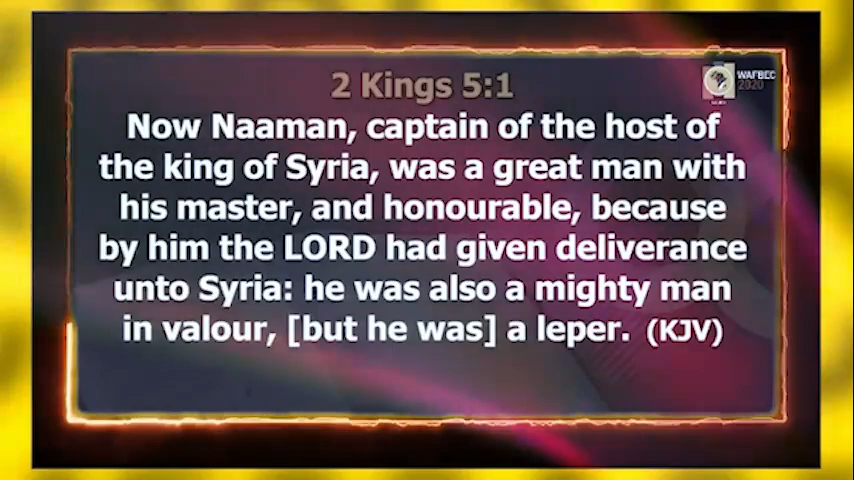 2 Kings 5:1
WAFBEC
2020
Now Naaman, captain of the host of
the king of Syria, was a great man with
his master, and honourable, because
by him the LORD had given deliverance
unto Syria: he was also a mighty man
in valour, [but he was] a leper. (KJV)